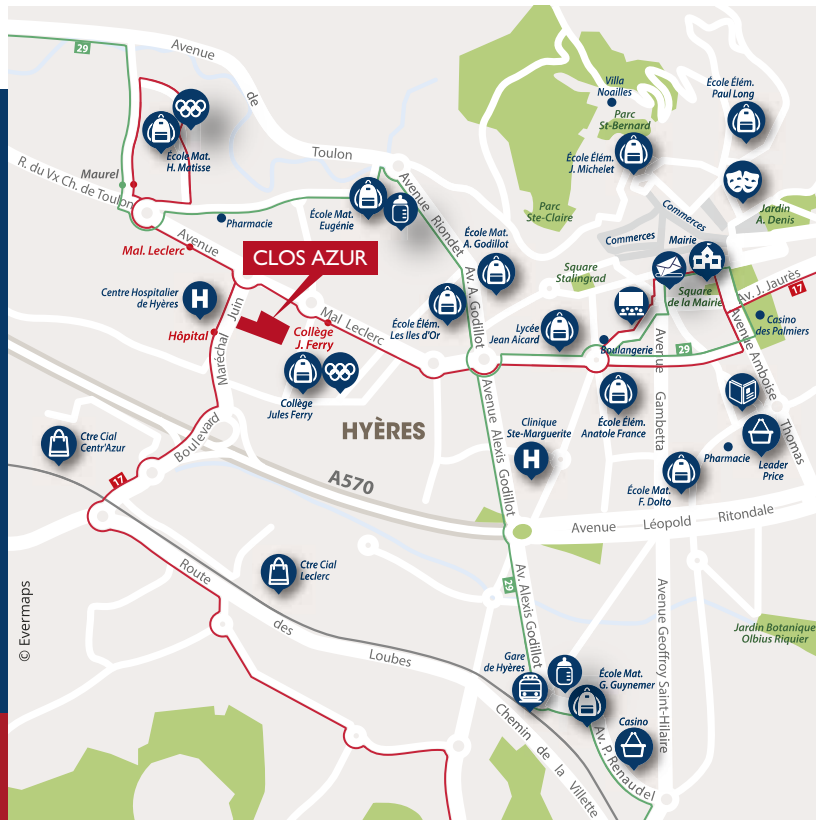 Avenue
de
Toulon
29
Villa
Noailles
Parc
St-Bernard
École Élém.
Paul Long
École Mat.
H. Matisse
École Élém.
J. Michelet
R. du Vx Ch. de Toulon
Maurel
Pharmacie
École Mat.
Eugénie
Avenue Riondet
Parc
Ste-Claire
Commerces
Jardin
A. Denis
Mal. Leclerc
Avenue
CLOS AZUR
École Mat.
A. Godillot
Commerces
Mairie
Square
Stalingrad
Centre Hospitalier
de Hyères
H
Square
de la Mairie
Av. J. Jaurès
17
Hôpital
Maréchal Juin
Collège
J. Ferry
Mal Leclerc
École Élém.
Les Iles d'Or
Av. A. Godillot
Lycée
Jean Aicard
Boulangerie
29
Casino
des Palmiers
Collège
Jules Ferry
Avenue Gambetta
Avenue Amboise Thomas
HYÈRES
Avenue Alexis Godillot
Clinique
Ste-Marguerite
H
École Élém.
Anatole France
Boulevard
Ctre Cial
Centr'Azur
17
A570
Pharmacie
Leader
Price
École Mat.
F. Dolto
Avenue Léopold Ritondale
Route
des
Loubes
Ctre Cial
Leclerc
29
Av. Alexis Godillot
Avenue Geoffroy Saint-Hilaire
Jardin Botanique
Olbius Riquier
Gare
de Hyères
École Mat.
G. Guynemer
Casino
Av. P. Renaudel
Chemin de la Villette
© Evermaps